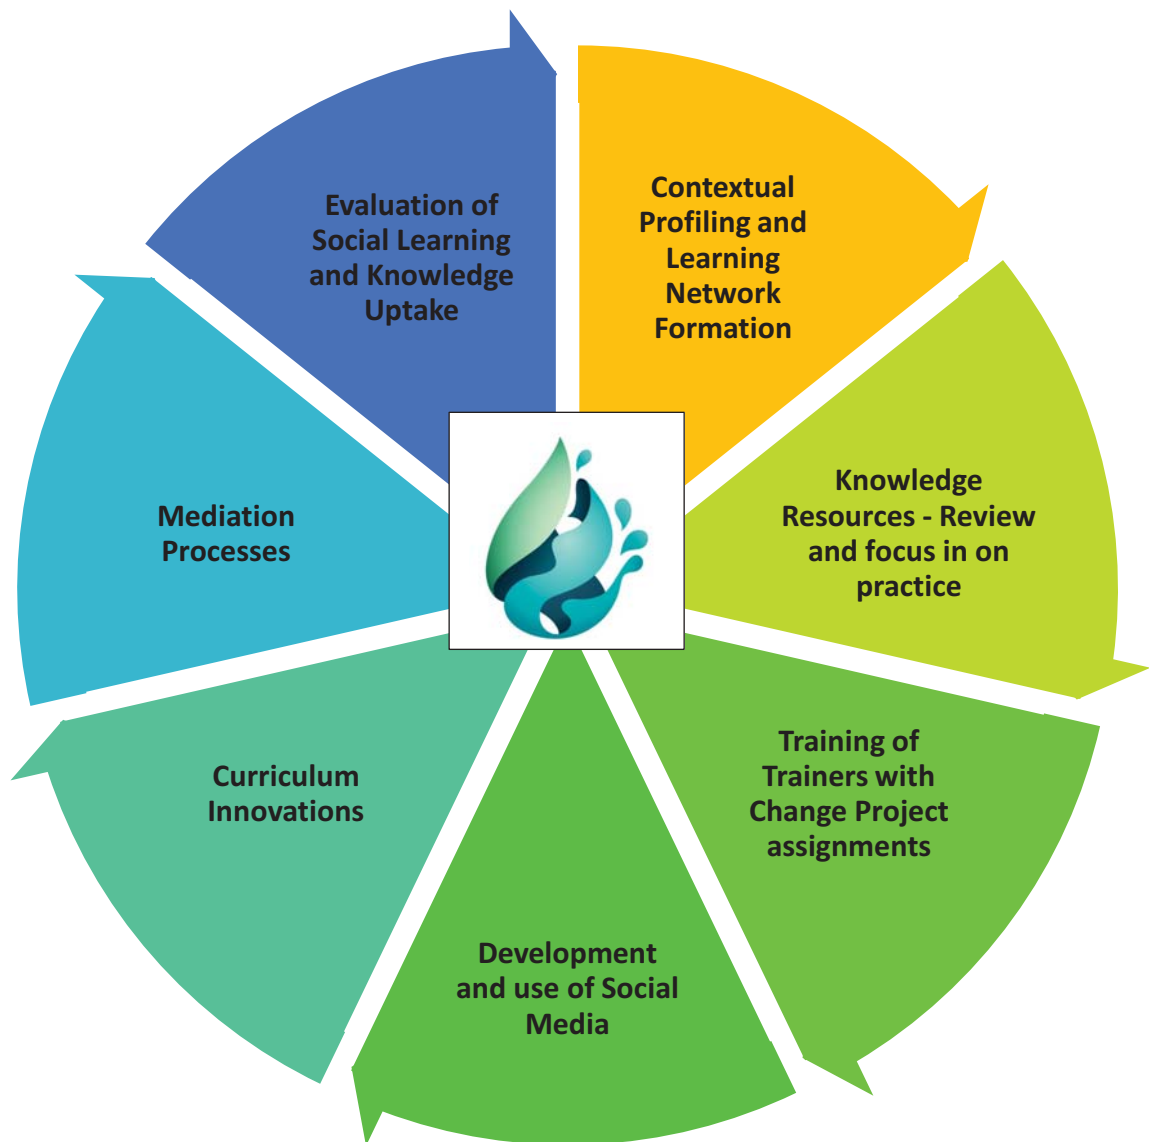 Contextual
Profiling and
Learning
Network
Formation
Knowledge
Resources - Review
and focus in on
practice
Training of
Trainers with
Change Project
assignments
Development
and use of Social
Media
Curriculum
Innovations
Mediation
Processes
Evaluation of
Social Learning
and Knowledge
Uptake